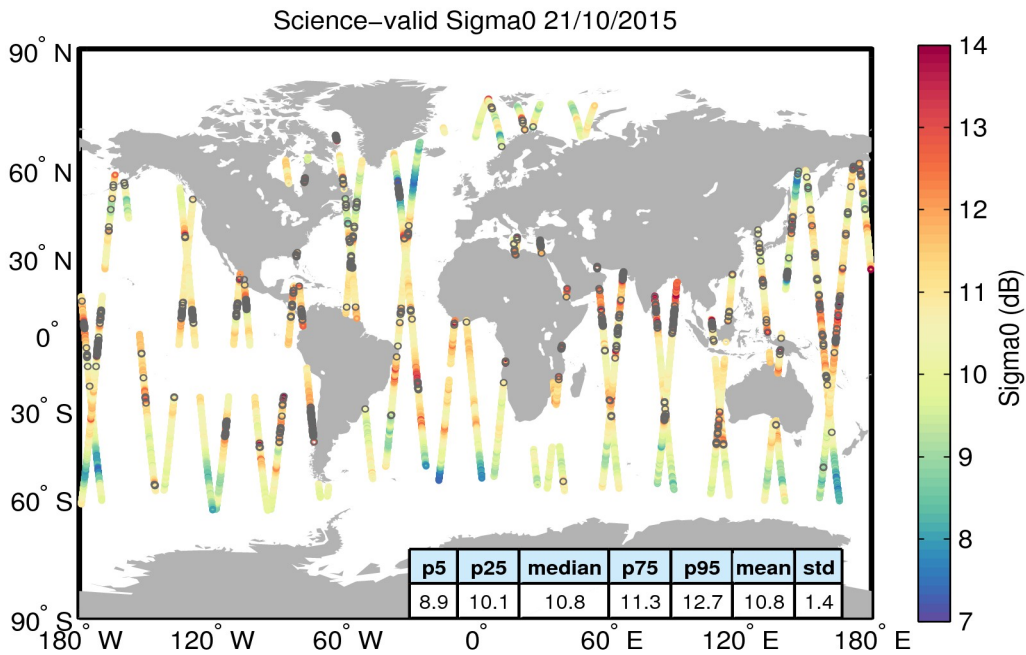 Science−valid Sigma0 21/10/2015
90° N
60° N
30° N
0°
30° S
60° S
90° S
180° W
120° W
60° W
0°
60° E
120° E
180° E
p5 p25 median p75 p95 mean std
8.9 10.1 10.8 11.3 12.7 10.8 1.4
14
13
12
11
10
9
8
7
Sigma0 (dB)